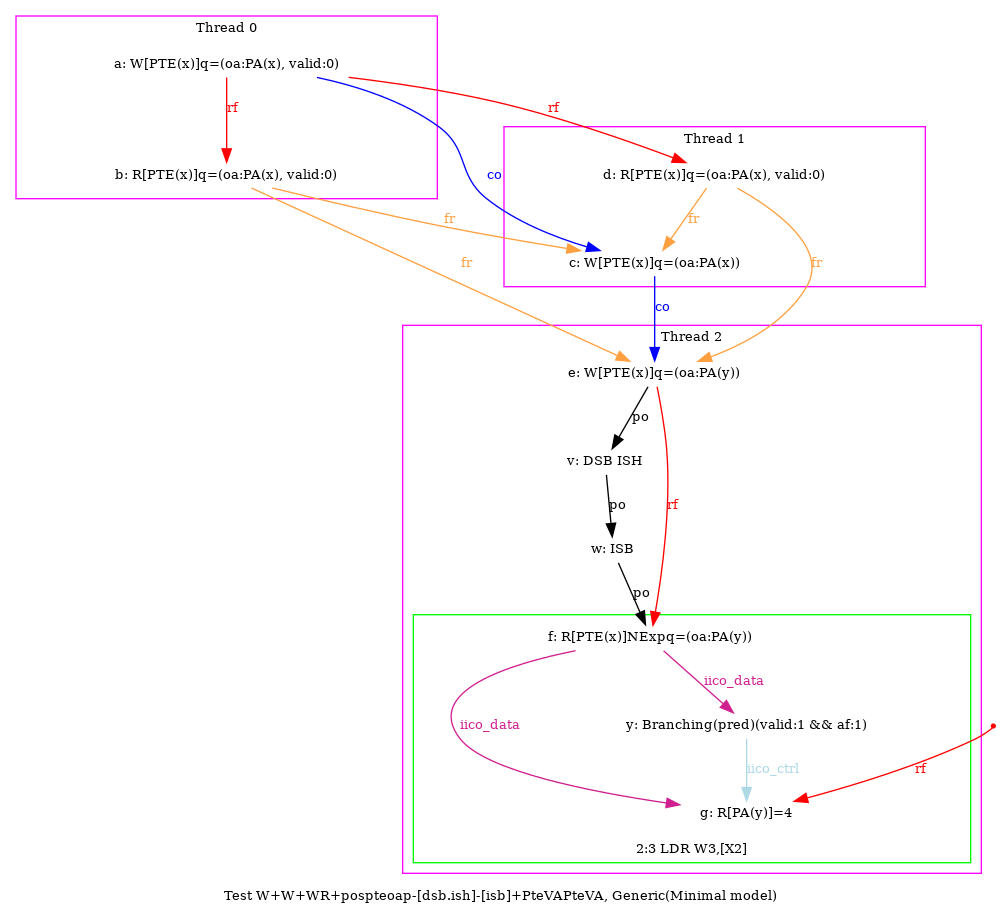 Thread 0
a: W[PTE(x)]q=(oa:PA(x), valid:0)
rf
rf
Thread 1
co
b: R[PTE(x)]q=(oa:PA(x), valid:0)
d: R[PTE(x)]q=(oa:PA(x), valid:0)
fr
fr
fr
fr
c: W[PTE(x)]q=(oa:PA(x))
co
Thread 2
e: W[PTE(x)]q=(oa:PA(y))
po
v: DSB ISH
po
rf
w: ISB
po
f: R[PTE(x)]NExpq=(oa:PA(y))
iico_data
iico_data
y: Branching(pred)(valid:1 && af:1)
iico_ctrl
rf
g: R[PA(y)]=4
2:3 LDR W3,[X2]
Test W+W+WR+pospteoap-[dsb.ish]-[isb]+PteVAPteVA, Generic(Minimal model)